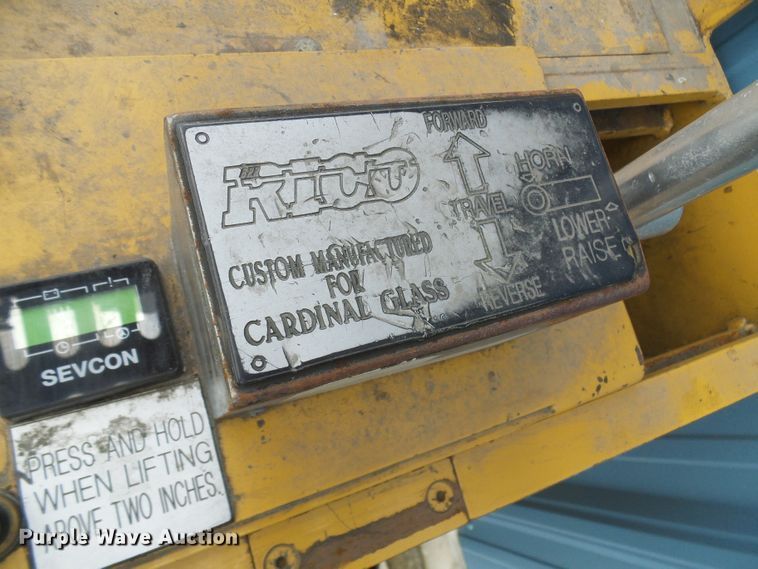 RICO
CUSTOM MANUFACTURED
FOR
CARDINAL GLASS
FORWARD
HORN
TRAVEL
LOWER
RAISE
REVERSE
SEVCON
PRESS AND HOLD
WHEN LIFTING
ABOVE TWO INCHES.
Purple Wave Auction